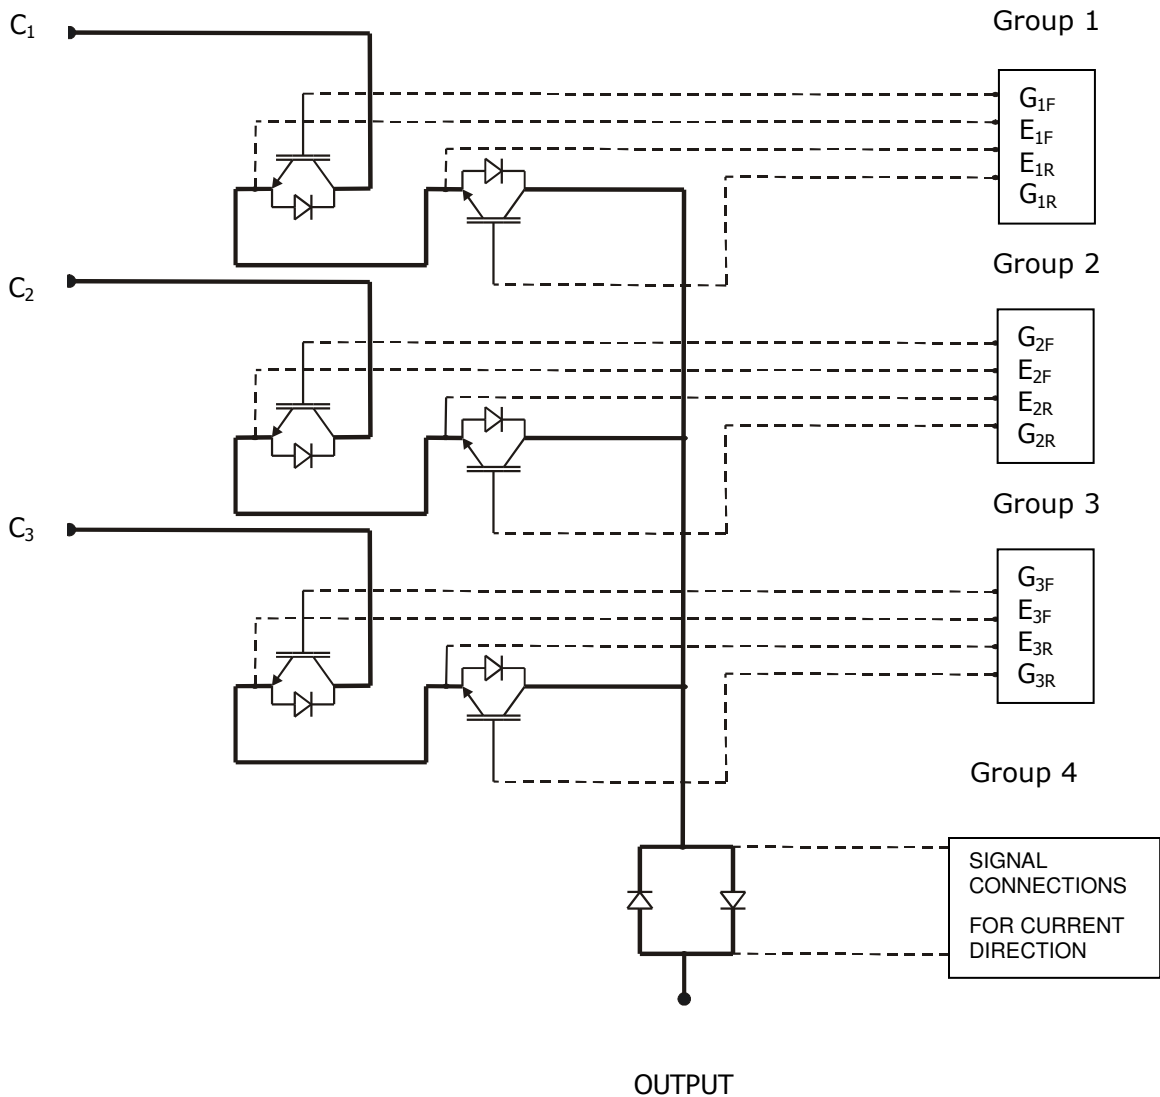 C₁
Group 1
G₁F
E₁F
E₁R
G₁R
C₂
Group 2
G₂F
E₂F
E₂R
G₂R
C₃
Group 3
G₃F
E₃F
E₃R
G₃R
Group 4
SIGNAL
CONNECTIONS
FOR CURRENT
DIRECTION
OUTPUT